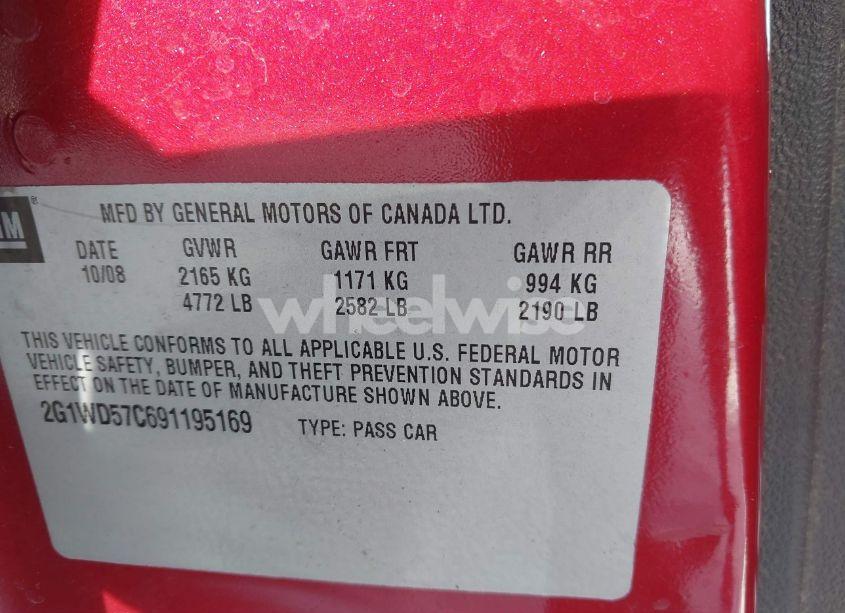 GM®
MFD BY GENERAL MOTORS OF CANADA LTD.
DATE GVWR GAWR FRT GAWR RR
10/08 2165 KG 1171 KG 994 KG
4772 LB 2582 LB 2190 LB
wheelwise
THIS VEHICLE CONFORMS TO ALL APPLICABLE U.S. FEDERAL MOTOR
VEHICLE SAFETY, BUMPER, AND THEFT PREVENTION STANDARDS IN
EFFECT ON THE DATE OF MANUFACTURE SHOWN ABOVE.
2G1WD57C691195169 TYPE: PASS CAR